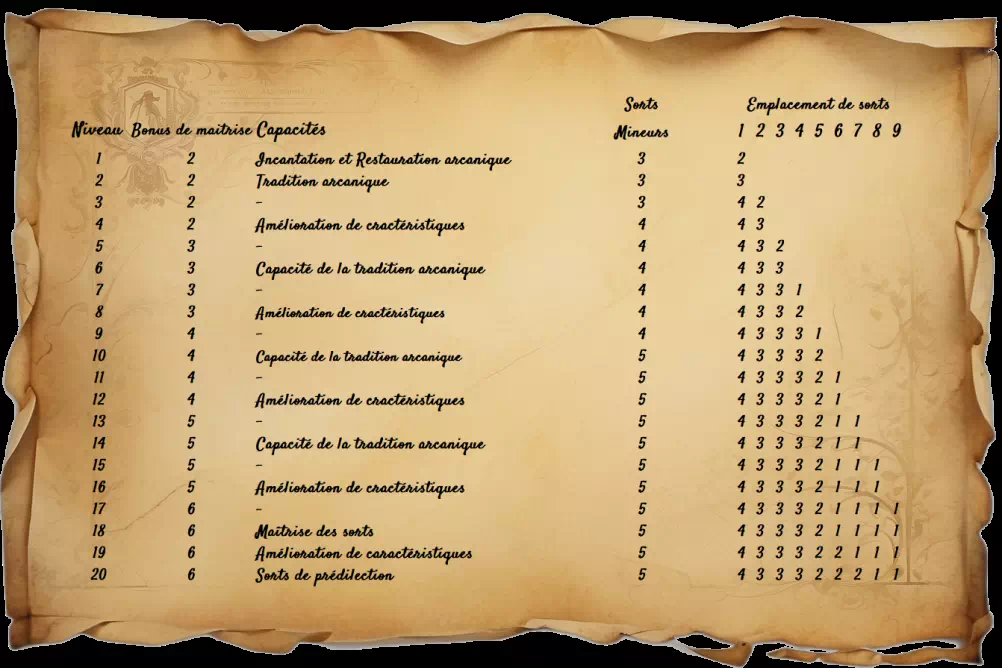 Sorts Emplacement de sorts
Niveau Bonus de maîtrise Capacités Mineurs 1 2 3 4 5 6 7 8 9
1 2 Incantation et Restauration arcanique 3 2
2 2 Tradition arcanique 3 3
3 2 - 3 4 2
4 2 Amélioration de cractéristiques 4 4 3
5 3 - 4 4 3 2
6 3 Capacité de la tradition arcanique 4 4 3 3
7 3 - 4 4 3 3 1
8 3 Amélioration de cractéristiques 4 4 3 3 2
9 4 - 4 4 3 3 3 1
10 4 Capacité de la tradition arcanique 5 4 3 3 3 2
11 4 - 5 4 3 3 3 2 1
12 4 Amélioration de cractéristiques 5 4 3 3 3 2 1
13 5 - 5 4 3 3 3 2 1 1
14 5 Capacité de la tradition arcanique 5 4 3 3 3 2 1 1
15 5 - 5 4 3 3 3 2 1 1 1
16 5 Amélioration de cractéristiques 5 4 3 3 3 2 1 1 1
17 6 - 5 4 3 3 3 2 1 1 1 1
18 6 Maîtrise des sorts 5 4 3 3 3 2 1 1 1 1
19 6 Amélioration de caractéristiques 5 4 3 3 3 2 2 1 1 1
20 6 Sorts de prédilection 5 4 3 3 3 2 2 2 1 1